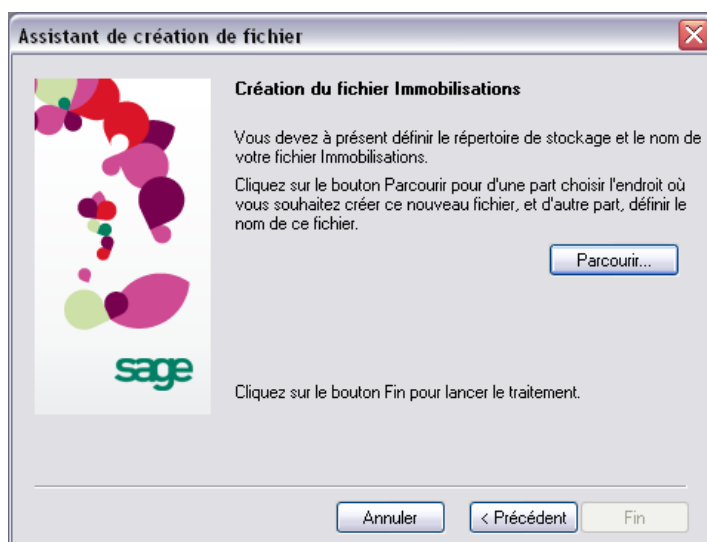 Assistant de création de fichier
Création du fichier Immobilisations
Vous devez à présent définir le répertoire de stockage et le nom de
votre fichier Immobilisations.
Cliquez sur le bouton Parcourir pour d'une part choisir l'endroit où
vous souhaitez créer ce nouveau fichier, et d'autre part, définir le
nom de ce fichier.
Parcourir...
sage
Cliquez sur le bouton Fin pour lancer le traitement.
Annuler
< Précédent
Fin